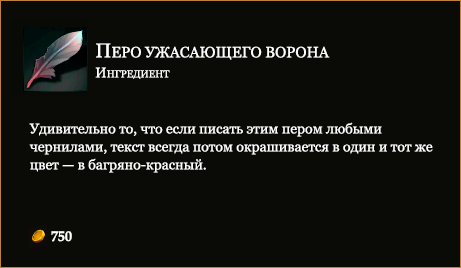 Перо ужасающего ворона
Ингредиент
Удивительно то, что если писать этим пером любыми
чернилами, текст всегда потом окрашивается в один и тот же
цвет — в багряно-красный.
750